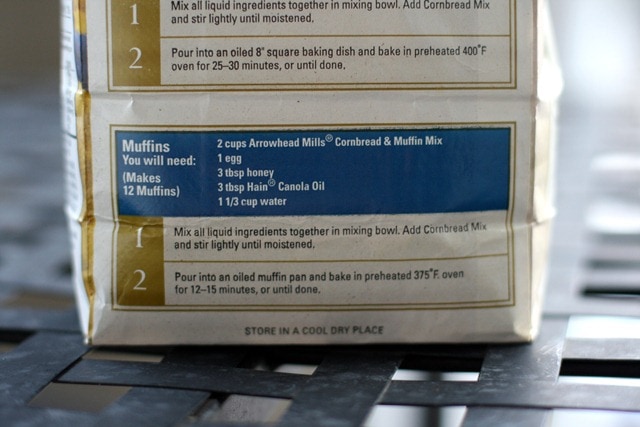 1
Mix all liquid ingredients together in mixing bowl. Add Cornbread Mix
and stir lightly until moistened.
2
Pour into an oiled 8" square baking dish and bake in preheated 400°F
oven for 25–30 minutes, or until done.
Muffins
You will need:
(Makes
12 Muffins)
2 cups Arrowhead Mills® Cornbread & Muffin Mix
1 egg
3 tbsp honey
3 tbsp Hain® Canola Oil
1 1/3 cup water
1
Mix all liquid ingredients together in mixing bowl. Add Cornbread Mix
and stir lightly until moistened.
2
Pour into an oiled muffin pan and bake in preheated 375°F. oven
for 12–15 minutes, or until done.
STORE IN A COOL DRY PLACE